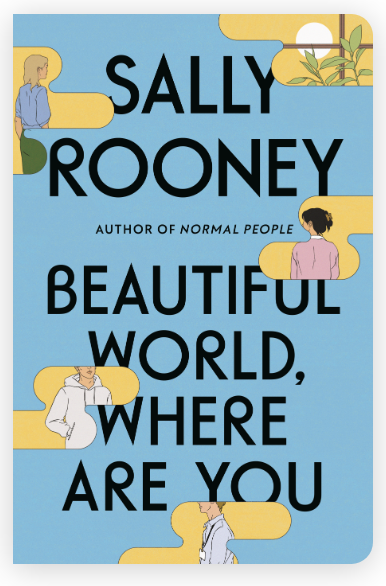 SALLY
ROONEY
AUTHOR OF NORMAL PEOPLE
BEAUTIFUL
WORLD,
WHERE
ARE YOU